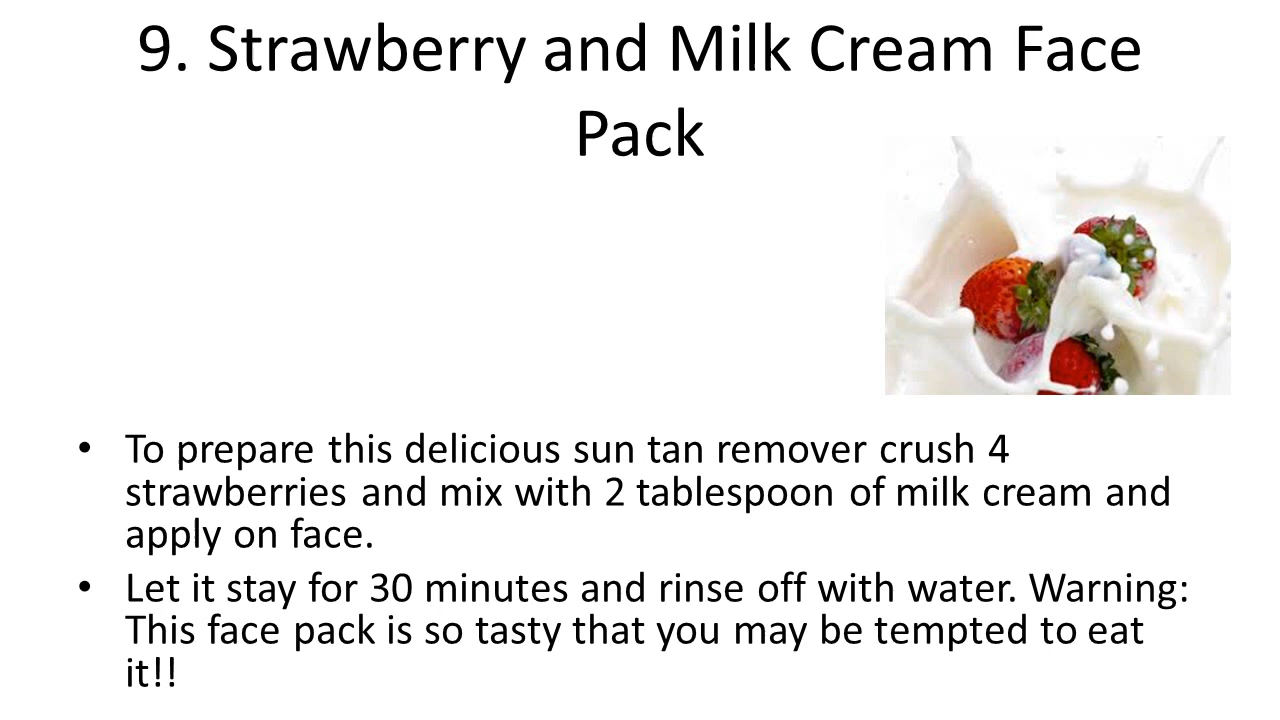 9. Strawberry and Milk Cream Face
Pack
• To prepare this delicious sun tan remover crush 4
strawberries and mix with 2 tablespoon of milk cream and
apply on face.
• Let it stay for 30 minutes and rinse off with water. Warning:
This face pack is so tasty that you may be tempted to eat
it!!